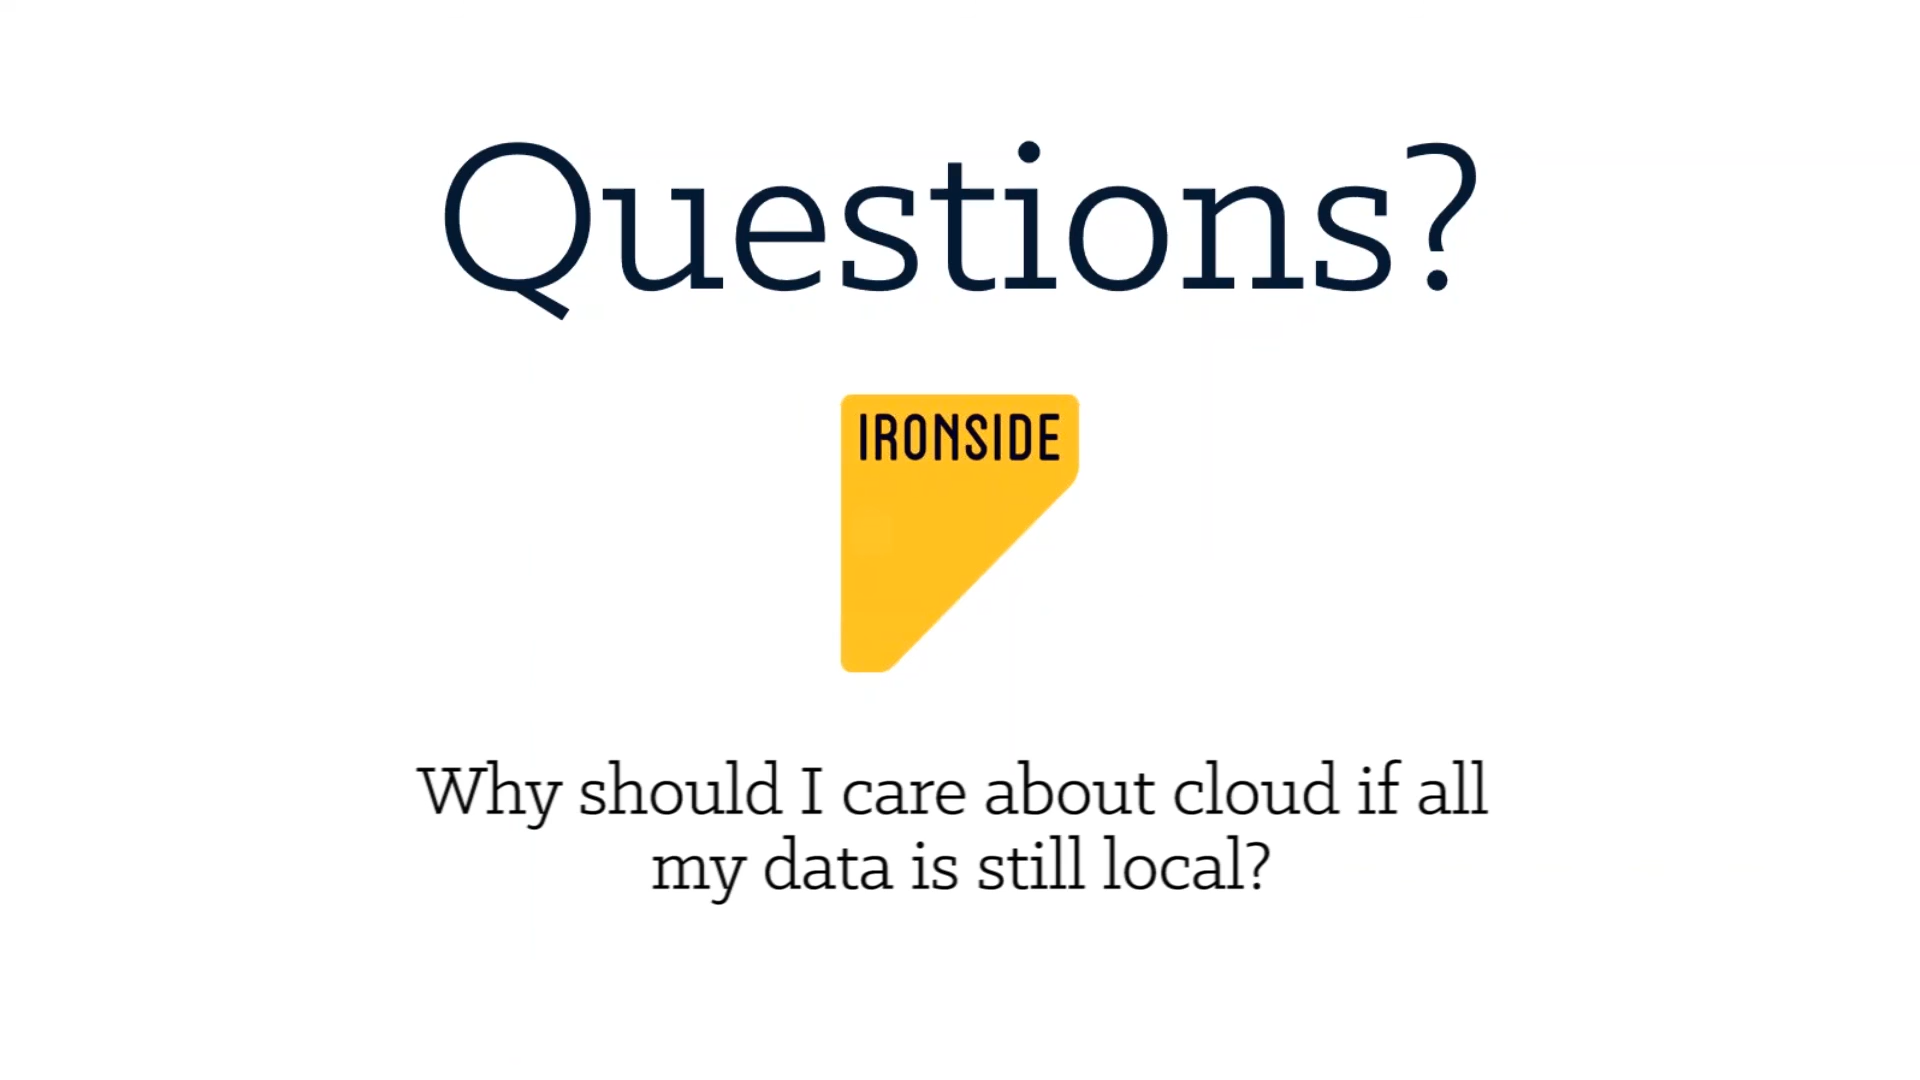 Questions?
IRONSIDE
Why should I care about cloud if all
my data is still local?